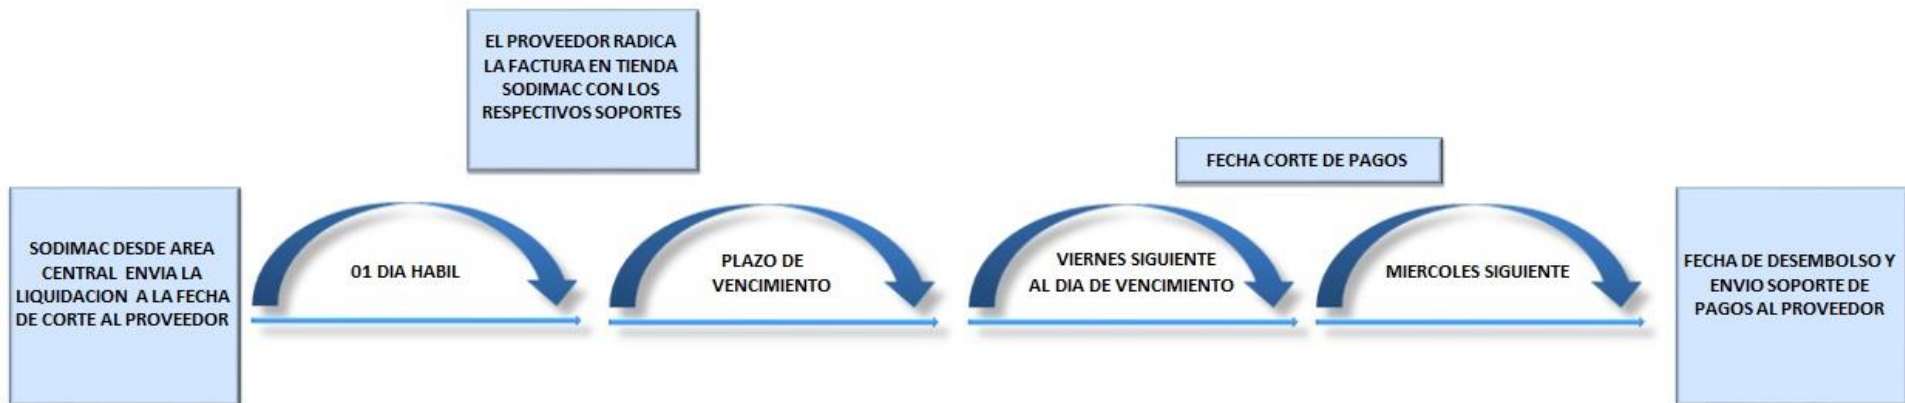 EL PROVEEDOR RADICA
LA FACTURA EN TIENDA
SODIMAC CON LOS
RESPECTIVOS SOPORTES
FECHA CORTE DE PAGOS
SODIMAC DESDE AREA
CENTRAL ENVIA LA
LIQUIDACION A LA FECHA
DE CORTE AL PROVEEDOR
01 DIA HABIL
PLAZO DE
VENCIMIENTO
VIERNES SIGUIENTE
AL DIA DE VENCIMIENTO
MIERCOLES SIGUIENTE
FECHA DE DESEMBOLSO Y
ENVIO SOPORTE DE
PAGOS AL PROVEEDOR